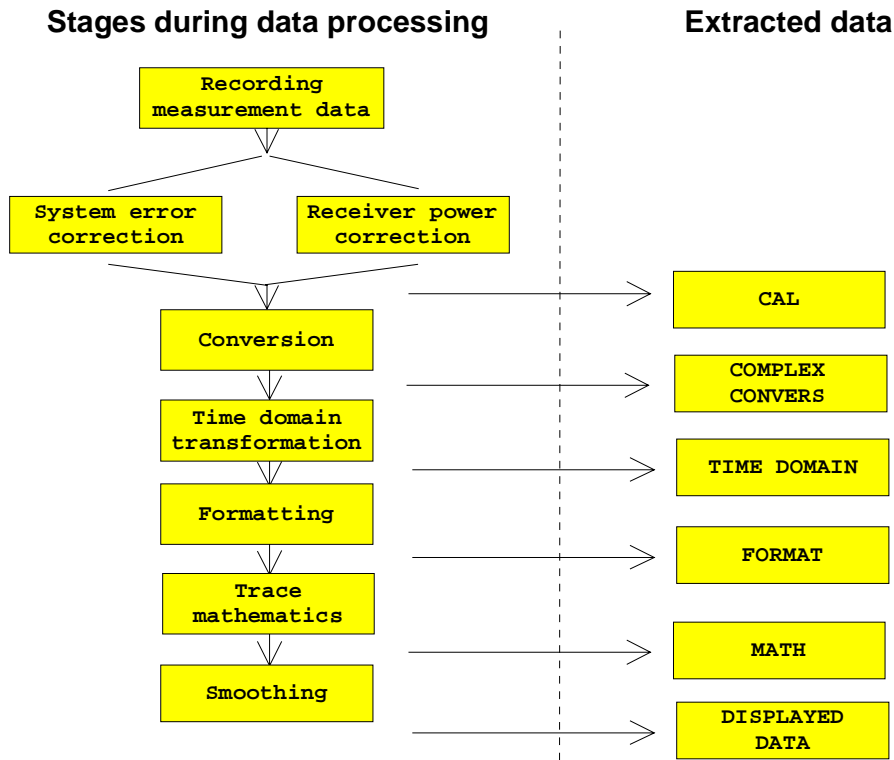 Stages during data processing
Extracted data
Recording
measurement data
System error
correction
Receiver power
correction
CAL
Conversion
COMPLEX
CONVERS
Time domain
transformation
TIME DOMAIN
Formatting
FORMAT
Trace
mathematics
MATH
Smoothing
DISPLAYED
DATA